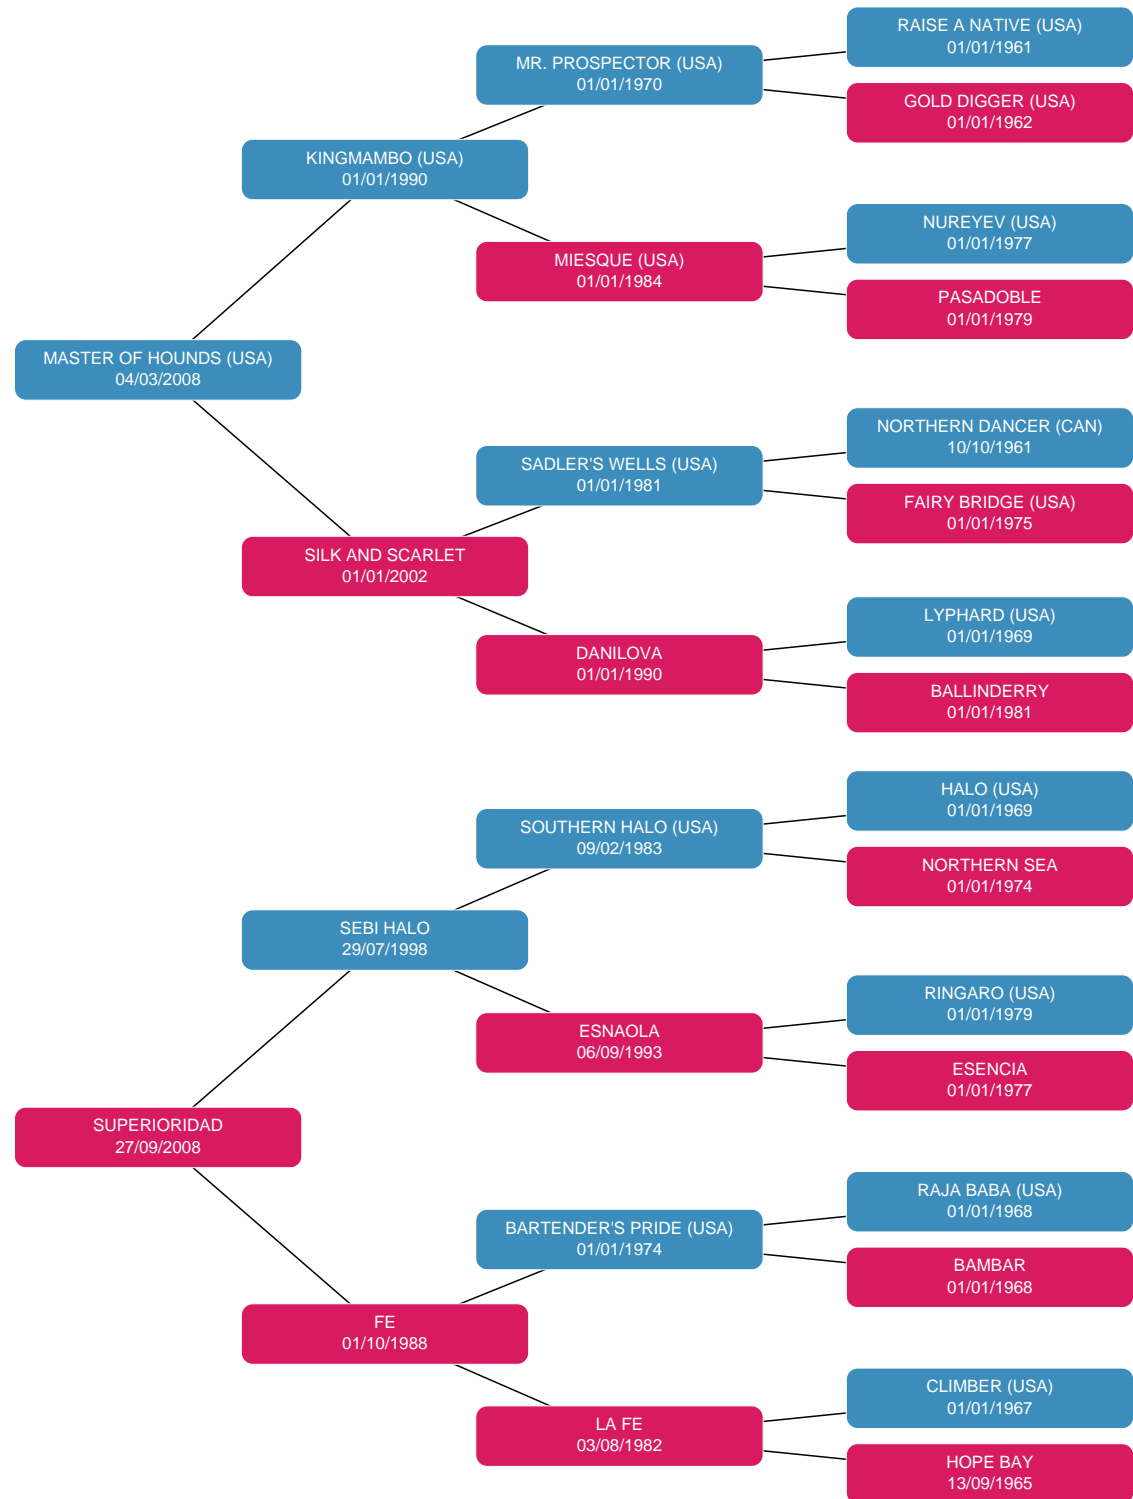 RAISE A NATIVE (USA)
01/01/1961
MR. PROSPECTOR (USA)
01/01/1970
GOLD DIGGER (USA)
01/01/1962
KINGMAMBO (USA)
01/01/1990
NUREYEV (USA)
01/01/1977
MIESQUE (USA)
01/01/1984
PASADOBLE
01/01/1979
MASTER OF HOUNDS (USA)
04/03/2008
NORTHERN DANCER (CAN)
10/10/1961
SADLER'S WELLS (USA)
01/01/1981
FAIRY BRIDGE (USA)
01/01/1975
SILK AND SCARLET
01/01/2002
LYPHARD (USA)
01/01/1969
DANILOVA
01/01/1990
BALLINDERRY
01/01/1981
HALO (USA)
01/01/1969
SOUTHERN HALO (USA)
09/02/1983
NORTHERN SEA
01/01/1974
SEBI HALO
29/07/1998
RINGARO (USA)
01/01/1979
ESNAOLA
06/09/1993
ESENCIA
01/01/1977
SUPERIORIDAD
27/09/2008
RAJA BABA (USA)
01/01/1968
BARTENDER'S PRIDE (USA)
01/01/1974
BAMBAR
01/01/1968
FE
01/10/1988
CLIMBER (USA)
01/01/1967
LA FE
03/08/1982
HOPE BAY
13/09/1965